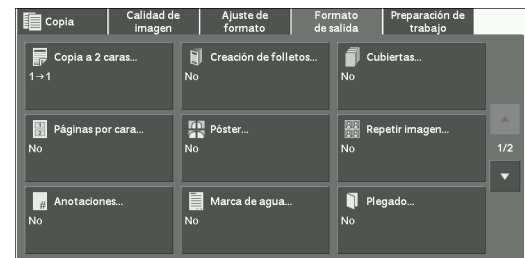 Copia
Calidad de
imagen
Ajuste de
formato
Formato
de salida
Preparación de
trabajo
Copia a 2 caras...
1→1
Creación de folletos...
No
Cubiertas...
No
Páginas por cara...
No
Póster...
No
Repetir imagen...
No
1/2
Anotaciones...
No
Marca de agua...
No
Plegado...
No